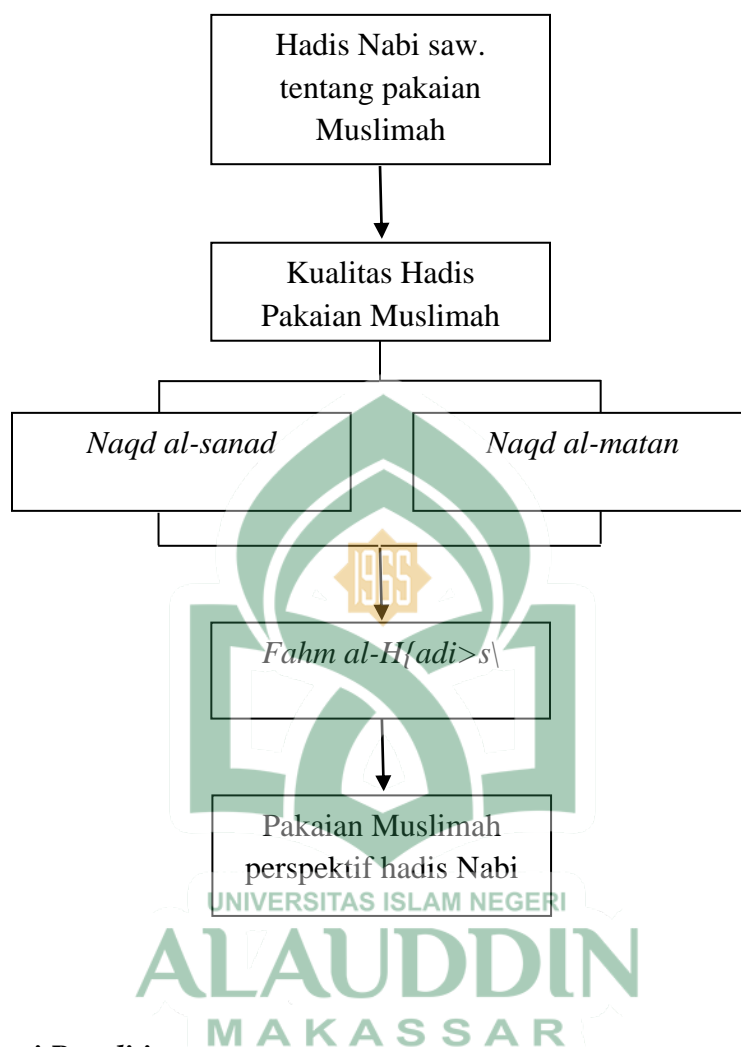 Hadis Nabi saw.
tentang pakaian
Muslimah
Kualitas Hadis
Pakaian Muslimah
Naqd al-sanad
Naqd al-matan
1965
Fahm al-H{adi>s\
Pakaian Muslimah
perspektif hadis Nabi
UNIVERSITAS ISLAM NEGERI
ALAUDDIN
MAKASSAR